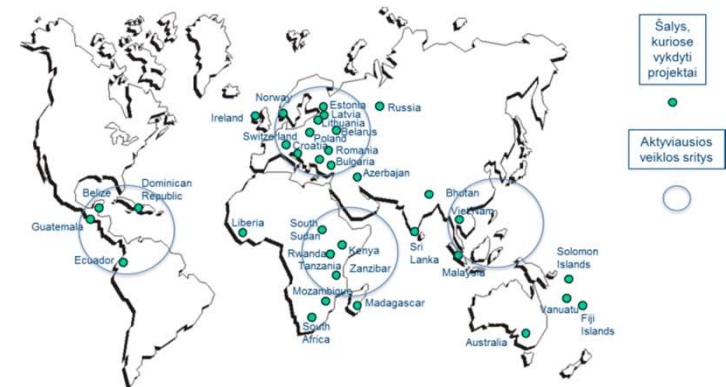 Šalys,
kuriose
vykdyti
projektai
Aktyviausios
veiklos sritys
Norway
Estonia
Latvia
Lithuania
Russia
Ireland
Switzerland
Belarus
Poland
Croatia
Romania
Bulgaria
Azerbaijan
Belize
Dominican
Republic
Guatemala
Ecuador
Liberia
South
Sudan
Kenya
Rwanda
Tanzania
Zanzibar
Mozambique
Madagascar
South
Africa
Bhutan
VietNam
Sri
Lanka
Malaysia
Solomon
Islands
Vanuatu
Fiji
Islands
Australia